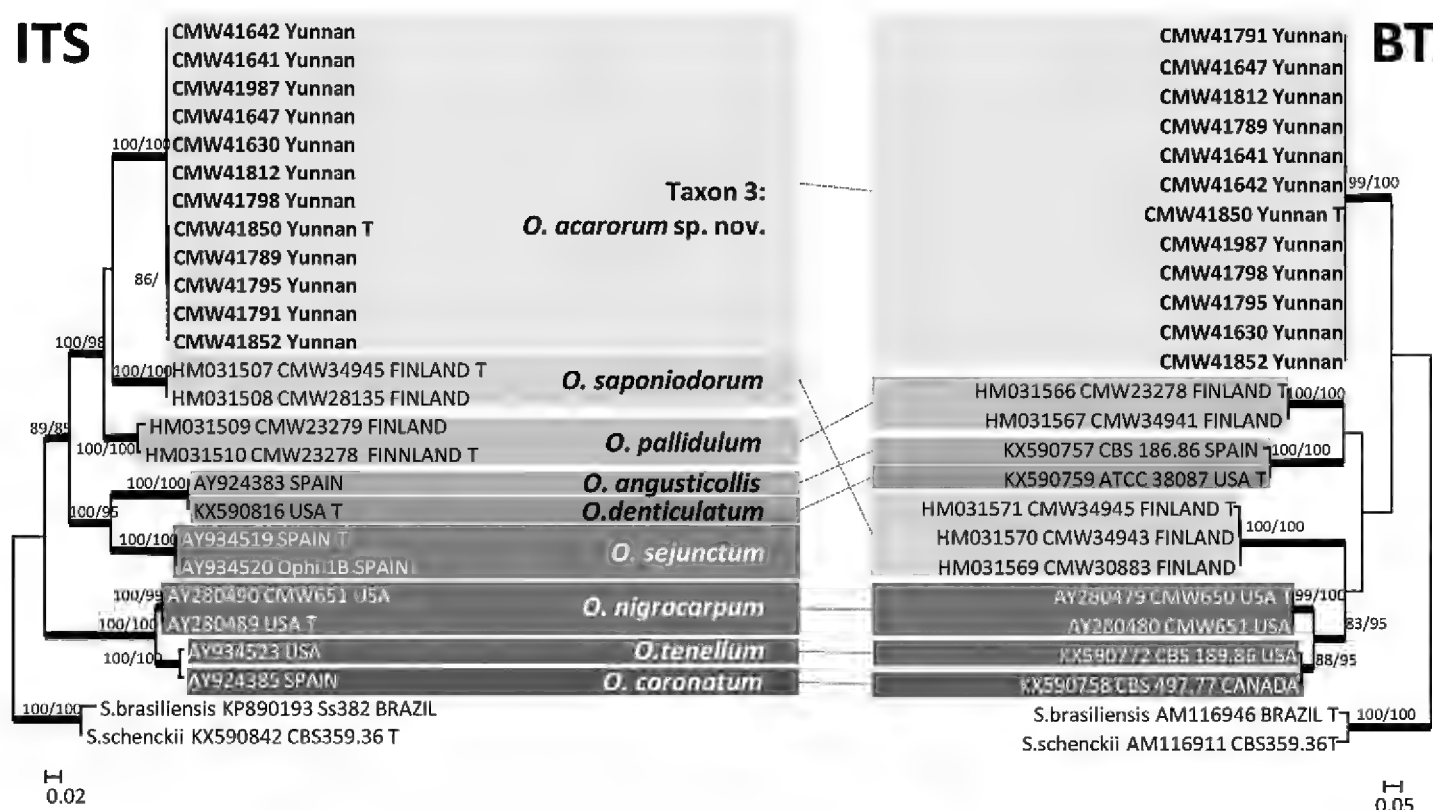 ITS
CMW41642 Yunnan
CMW41641 Yunnan
CMW41987 Yunnan
CMW41647 Yunnan
100/100 CMW41630 Yunnan
CMW41812 Yunnan
CMW41798 Yunnan
CMW41850 Yunnan T
CMW41789 Yunnan
86/
CMW41795 Yunnan
CMW41791 Yunnan
CMW41852 Yunnan
100/98
100/100 HM031507 CMW34945 FINLAND T
HM031508 CMW28135 FINLAND
89/85
HM031509 CMW23279 FINLAND
100/100 HM031510 CMW23278 FINNLAND T
100/100 AY924383 SPAIN
KX590816 USA T
100/95
100/100 AY934519 SPAIN T
AY934520 Ophi 1B SPAIN
100/99 AY280490 CMW651 USA
100/100 AY280489 USA T
100/100 AY934523 USA
AY924385 SPAIN
100/100 S.brasiliensis KP890193 Ss382 BRAZIL
S.schenckii KX590842 CBS359.36 T
0.02
Taxon 3:
O. acarorum sp. nov.
O. saponiodorum
O. pallidulum
O. angusticollis
O.denticulatum
O. sejunctum
O. nigrocarpum
O.tenellum
O. coronatum
BT
CMW41791 Yunnan
CMW41647 Yunnan
CMW41812 Yunnan
CMW41789 Yunnan
CMW41641 Yunnan
CMW41642 Yunnan 99/100
CMW41850 Yunnan T
CMW41987 Yunnan
CMW41798 Yunnan
CMW41795 Yunnan
CMW41630 Yunnan
CMW41852 Yunnan
HM031566 CMW23278 FINLAND T 100/100
HM031567 CMW34941 FINLAND
KX590757 CBS 186.86 SPAIN 100/100
KX590759 ATCC 38087 USA T
HM031571 CMW34945 FINLAND T
100/100
HM031570 CMW34943 FINLAND
HM031569 CMW30883 FINLAND
AY280479 CMW650 USA T 99/100
AY280480 CMW651 USA 83/95
KX590772 CBS 189.86 USA 88/95
KX590758 CBS 497.77 CANADA
S.brasiliensis AM116946 BRAZIL T 100/100
S.schenckii AM116911 CBS359.36T
0.05